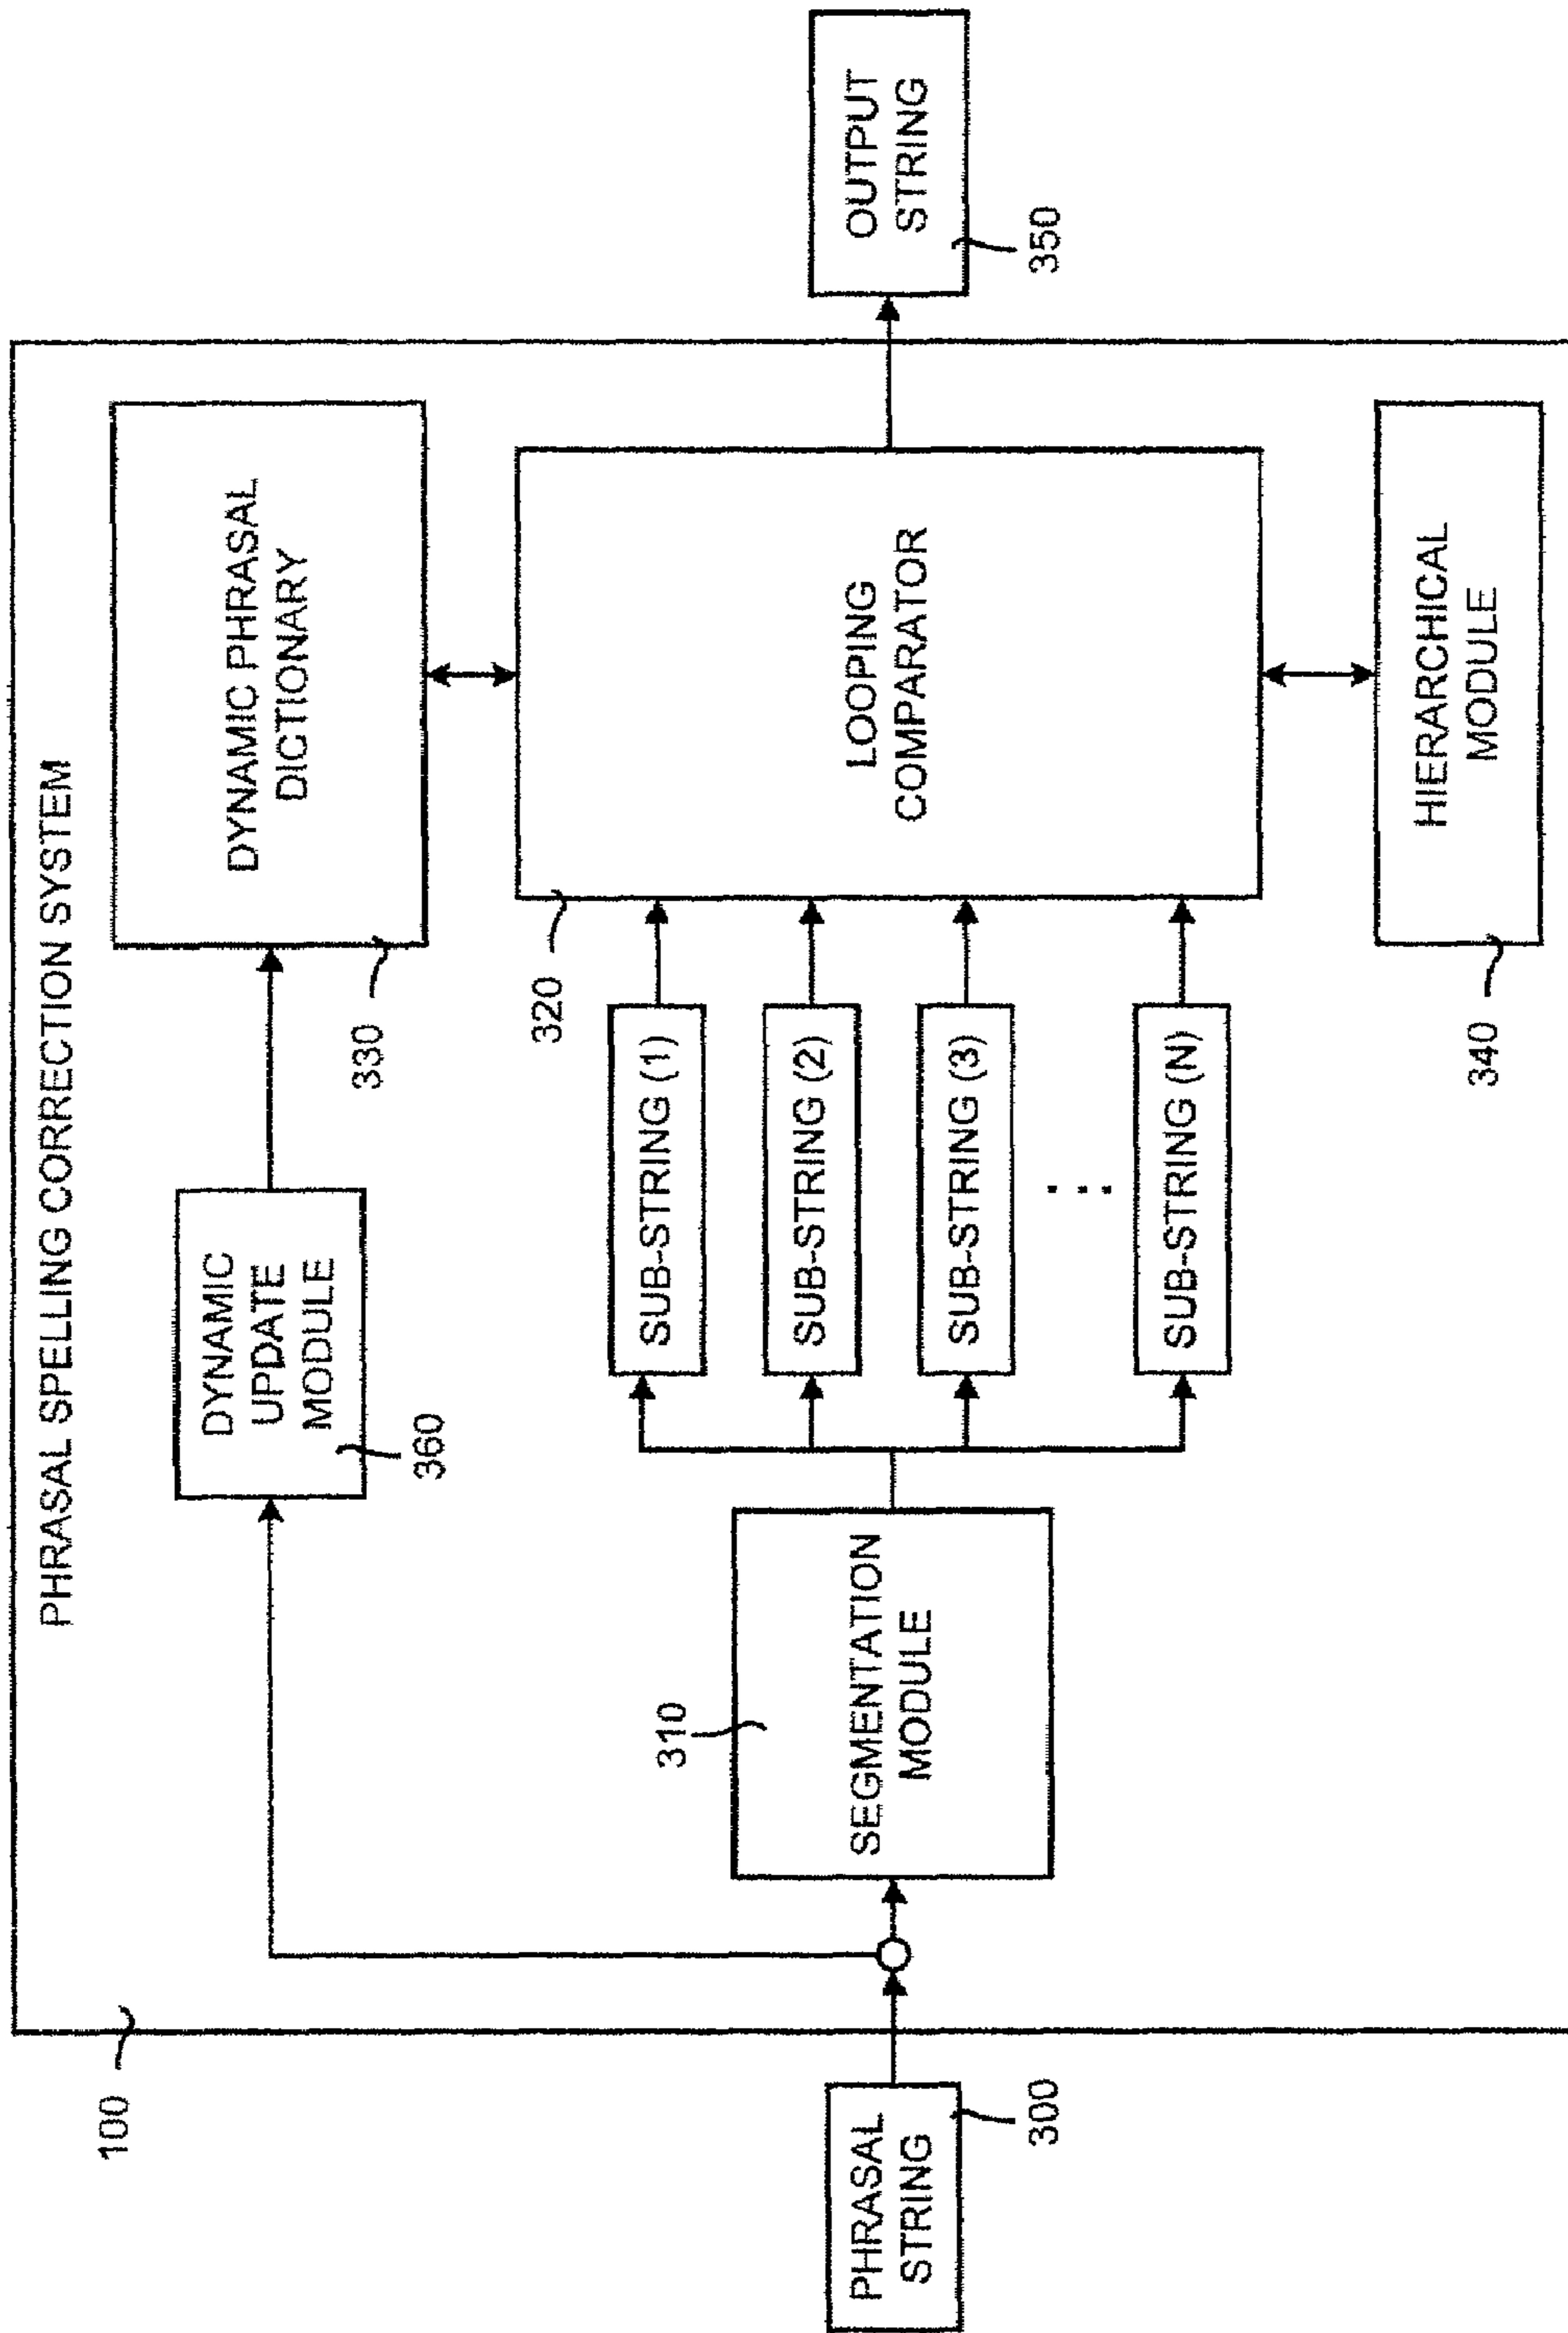 PHRASAL SPELLING CORRECTION SYSTEM
100
PHRASAL
STRING
300
SEGMENTATION
MODULE
310
DYNAMIC
UPDATE
MODULE
360
SUB-STRING (1)
SUB-STRING (2)
SUB-STRING (3)
. . .
SUB-STRING (N)
DYNAMIC PHRASAL
DICTIONARY
330
LOOPING
COMPARATOR
320
HIERARCHICAL
MODULE
340
OUTPUT
STRING
350